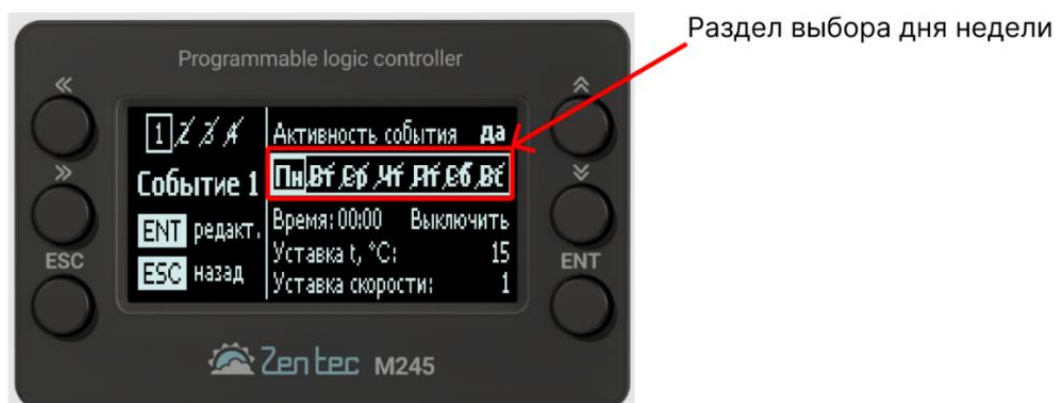 Раздел выбора дня недели
Programmable logic controller
1 2 3 4
Активность события да
Событие 1
Пн Вт Ср Чт Пт Сб Вс
ENT редакт.
Время: 00:00 Выключить
Уставка t, °C: 15
ESC назад
Уставка скорости: 1
ESC
ENT
Zentec M245